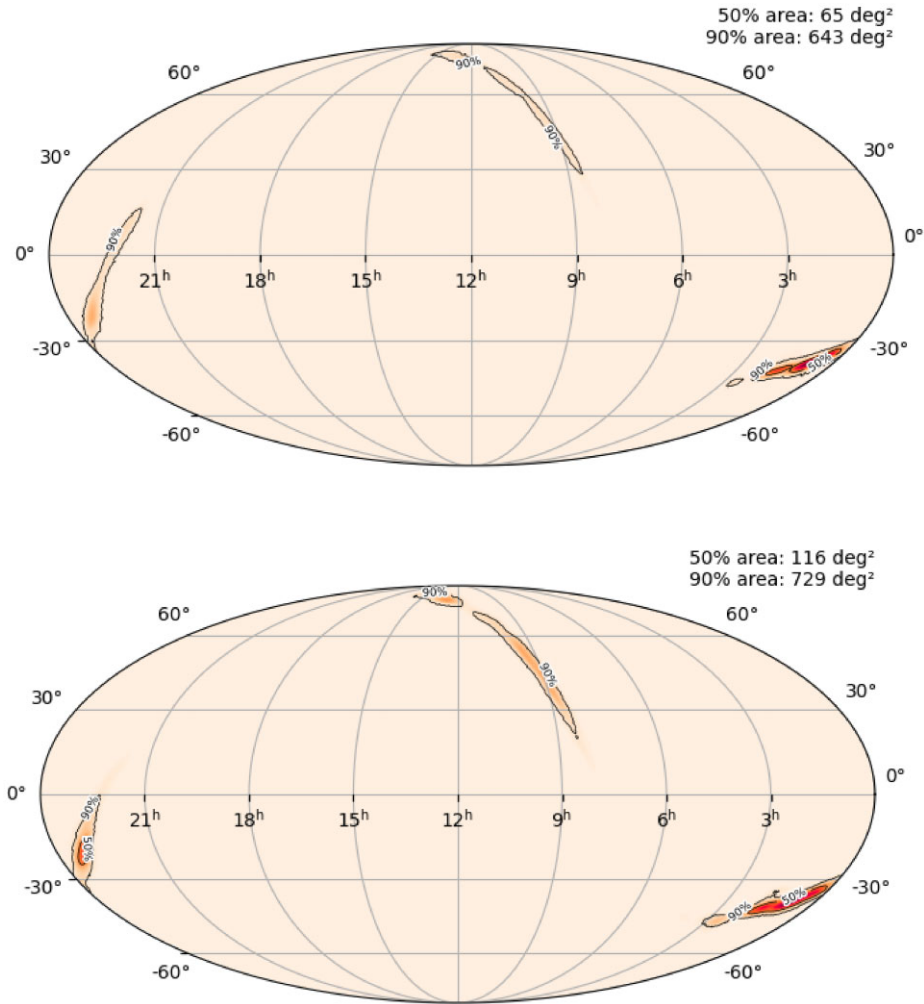 50% area: 65 deg²
90% area: 643 deg²
60° 90% 60°
30° 90% 30°
0° 90% 0°
21ʰ 18ʰ 15ʰ 12ʰ 9ʰ 6ʰ 3ʰ
-30° 90% 50% -30°
-60° -60°
50% area: 116 deg²
90% area: 729 deg²
60° 90% 60°
30° 90% 30°
0° 90% 0°
21ʰ 18ʰ 15ʰ 12ʰ 9ʰ 6ʰ 3ʰ
50%
-30° 90% 50% -30°
-60° -60°